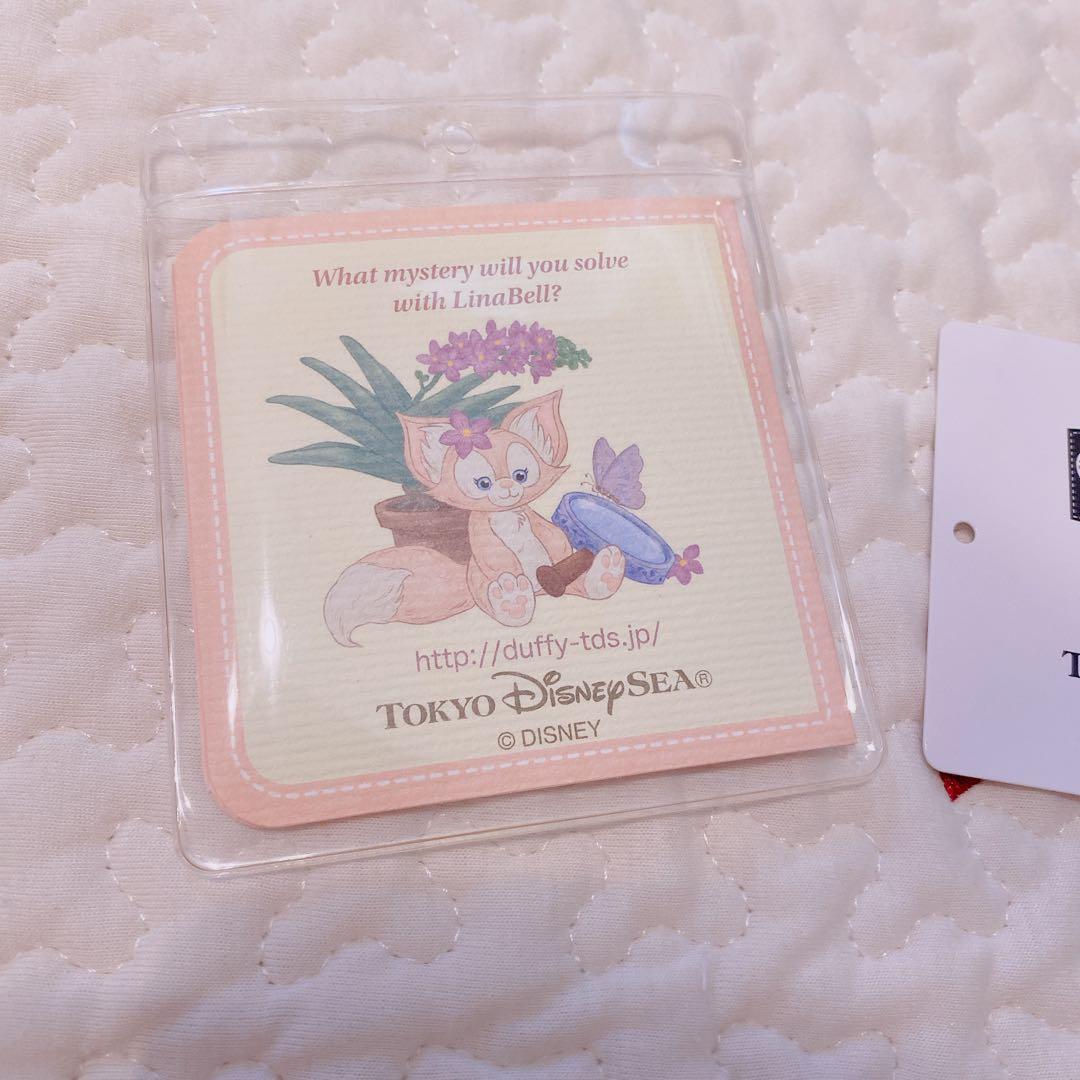 What mystery will you solve
with LinaBell?
http://duffy-tds.jp/
TOKYO DISNEYSEA®
© DISNEY
T